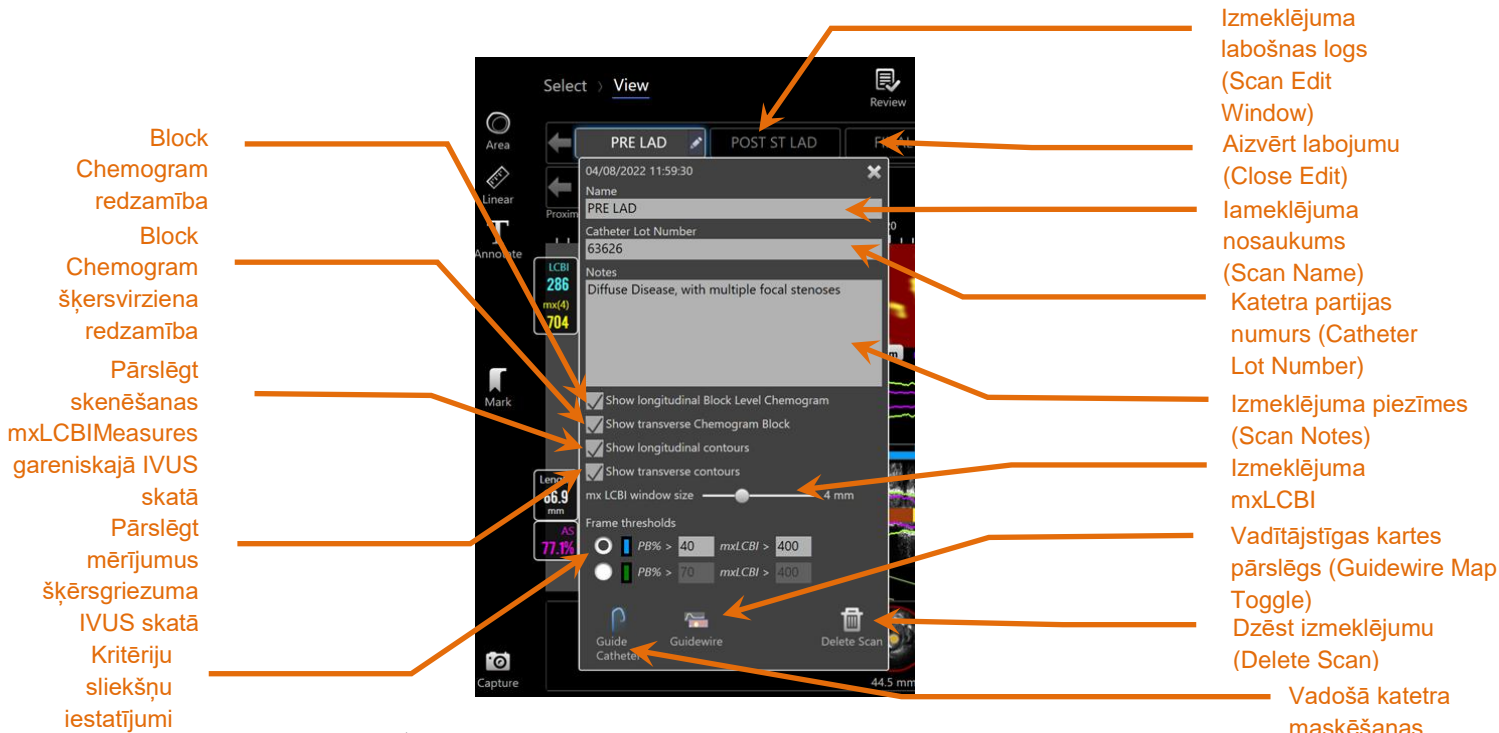 Izmeklējuma
labošnas logs
(Scan Edit
Window)
Aizvērt labojumu
(Close Edit)
Iameklējuma
nosaukums
(Scan Name)
Katetra partijas
numurs (Catheter
Lot Number)
Izmeklējuma piezīmes
(Scan Notes)
Izmeklējuma
mxLCBI
Vadītājstīgas kartes
pārslēgs (Guidewire Map
Toggle)
Dzēst izmeklējumu
(Delete Scan)
Vadošā katetra
maskēšanas
Block
Chemogram
redzamība
Block
Chemogram
šķersvirziena
redzamība
Pārslēgt
skenēšanas
mxLCBIMeasures
gareniskajā IVUS
skatā
Pārslēgt
mērījumus
šķērsgriezuma
IVUS skatā
Kritēriju
sliekšņu
iestatījumi
Select > View
Review
Area
Linear
Annotate
Mark
Capture
PRE LAD
POST ST LAD
Proxim
LCBI
286
mx(4)
704
66.9
mm
AS
77.1%
04/08/2022 11:59:30
Name
PRE LAD
Catheter Lot Number
63626
Notes
Diffuse Disease, with multiple focal stenoses
Show longitudinal Block Level Chemogram
Show transverse Chemogram Block
Show longitudinal contours
Show transverse contours
mx LCBI window size 4 mm
Frame thresholds
PB% > 40 mxLCBI > 400
PB% > 70 mxLCBI > 400
Guide
Catheter
Guidewire
Delete Scan
44.5 mm